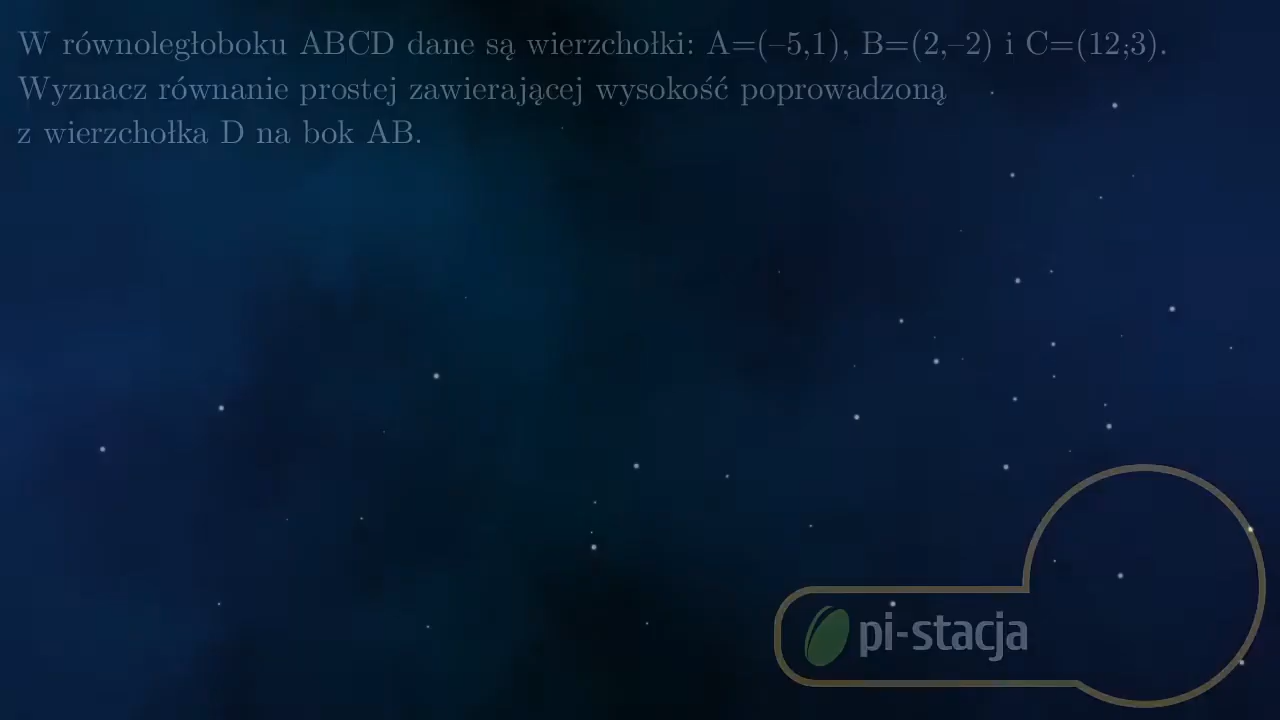 W równoległoboku ABCD dane są wierzchołki: A=(–5,1), B=(2,–2) i C=(12;3).
Wyznacz równanie prostej zawierającej wysokość poprowadzoną
z wierzchołka D na bok AB.
pi-stacja